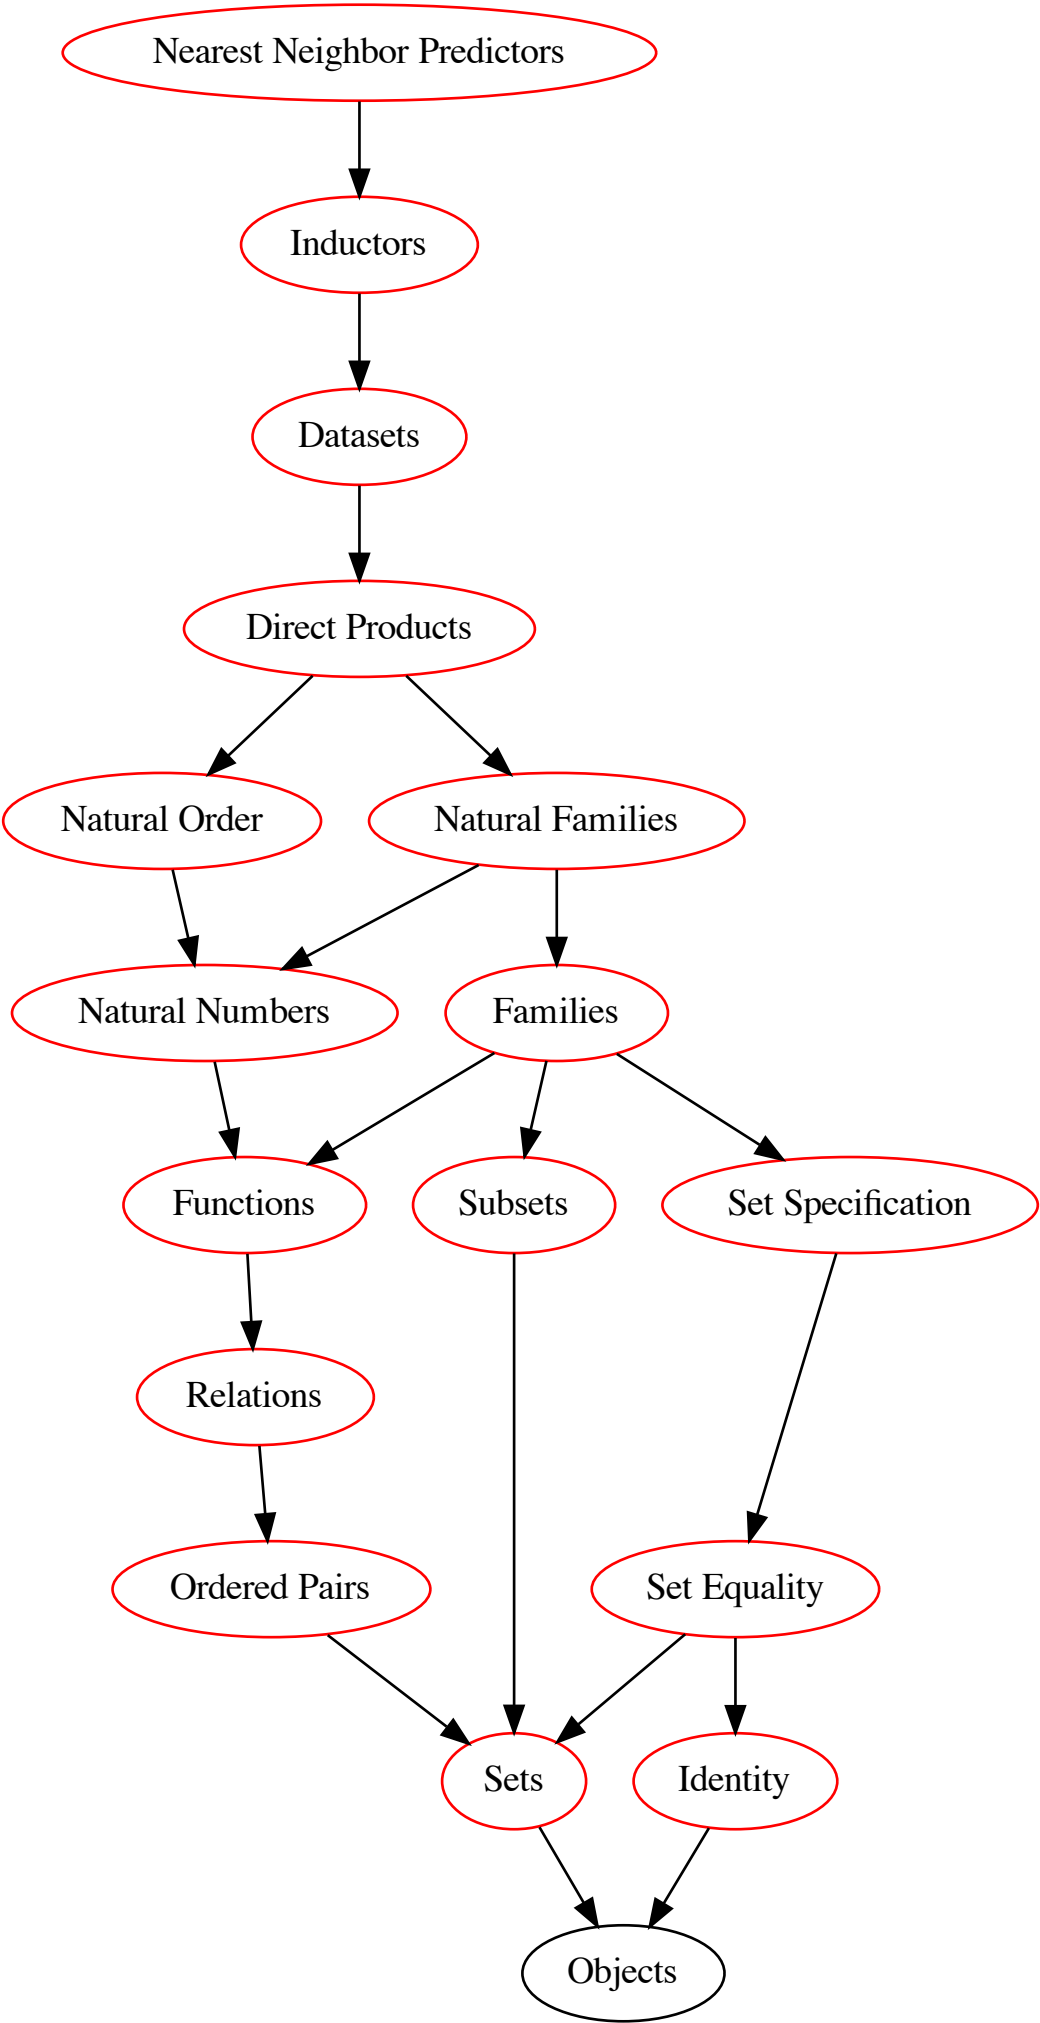 Nearest Neighbor Predictors
Inductors
Datasets
Direct Products
Natural Order
Natural Families
Natural Numbers
Families
Functions
Subsets
Set Specification
Relations
Ordered Pairs
Set Equality
Sets
Identity
Objects